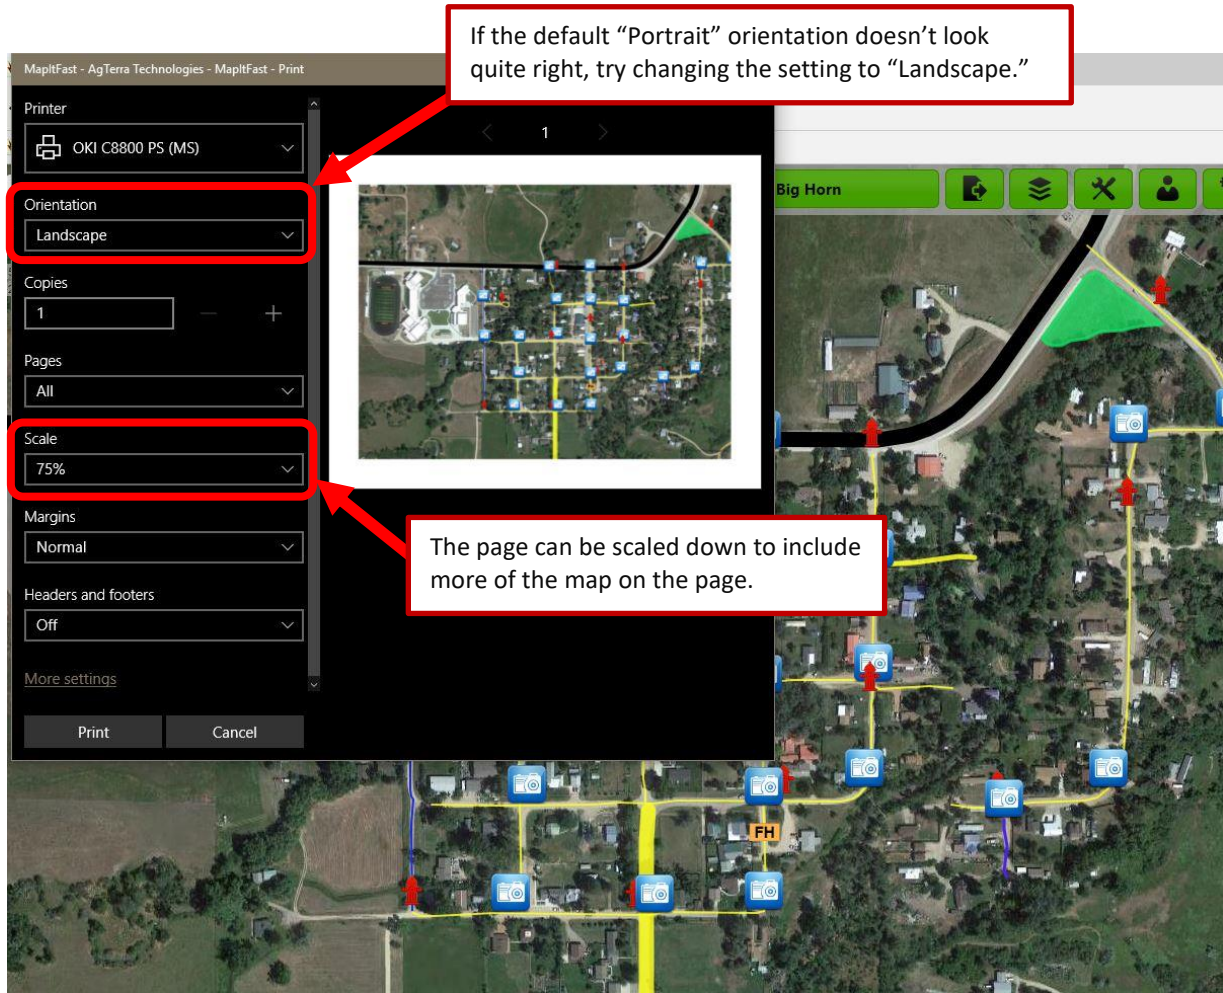 If the default “Portrait” orientation doesn’t look
quite right, try changing the setting to “Landscape.”
MapItFast - AgTerra Technologies - MapItFast - Print
Printer
OKI C8800 PS (MS)
1
Orientation
Landscape
Big Horn
Copies
1
Pages
All
Scale
75%
The page can be scaled down to include
more of the map on the page.
Margins
Normal
Headers and footers
Off
More settings
Print
Cancel
FH